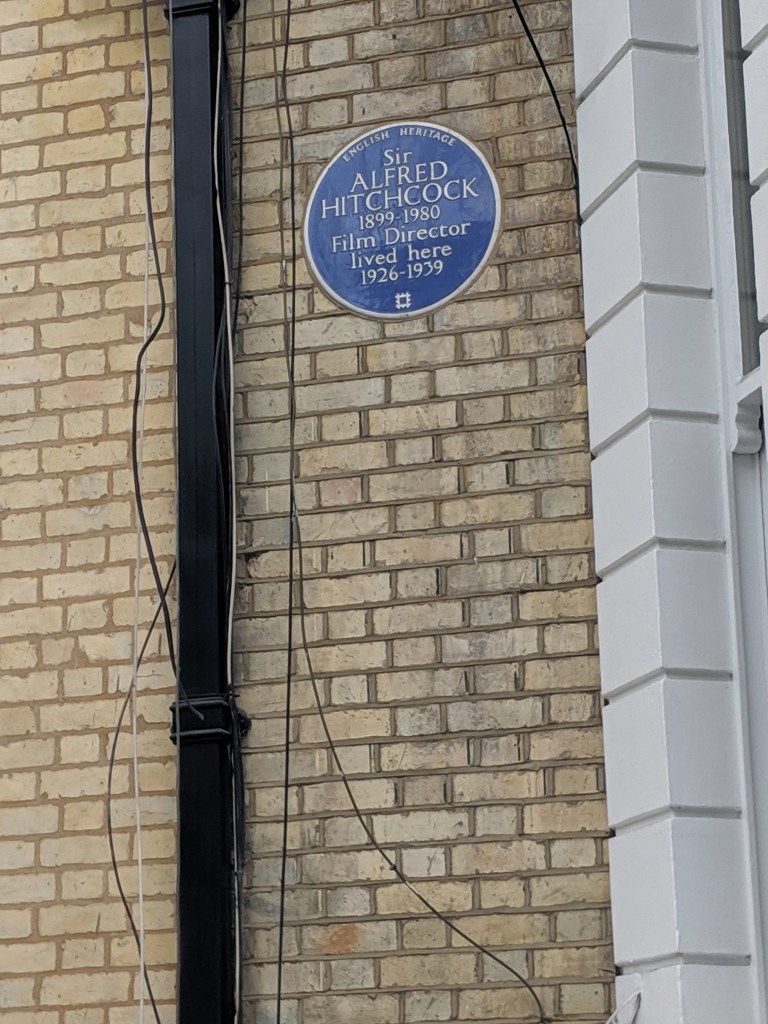 ENGLISH HERITAGE
Sir
ALFRED
HITCHCOCK
1899-1980
Film Director
lived here
1926-1939